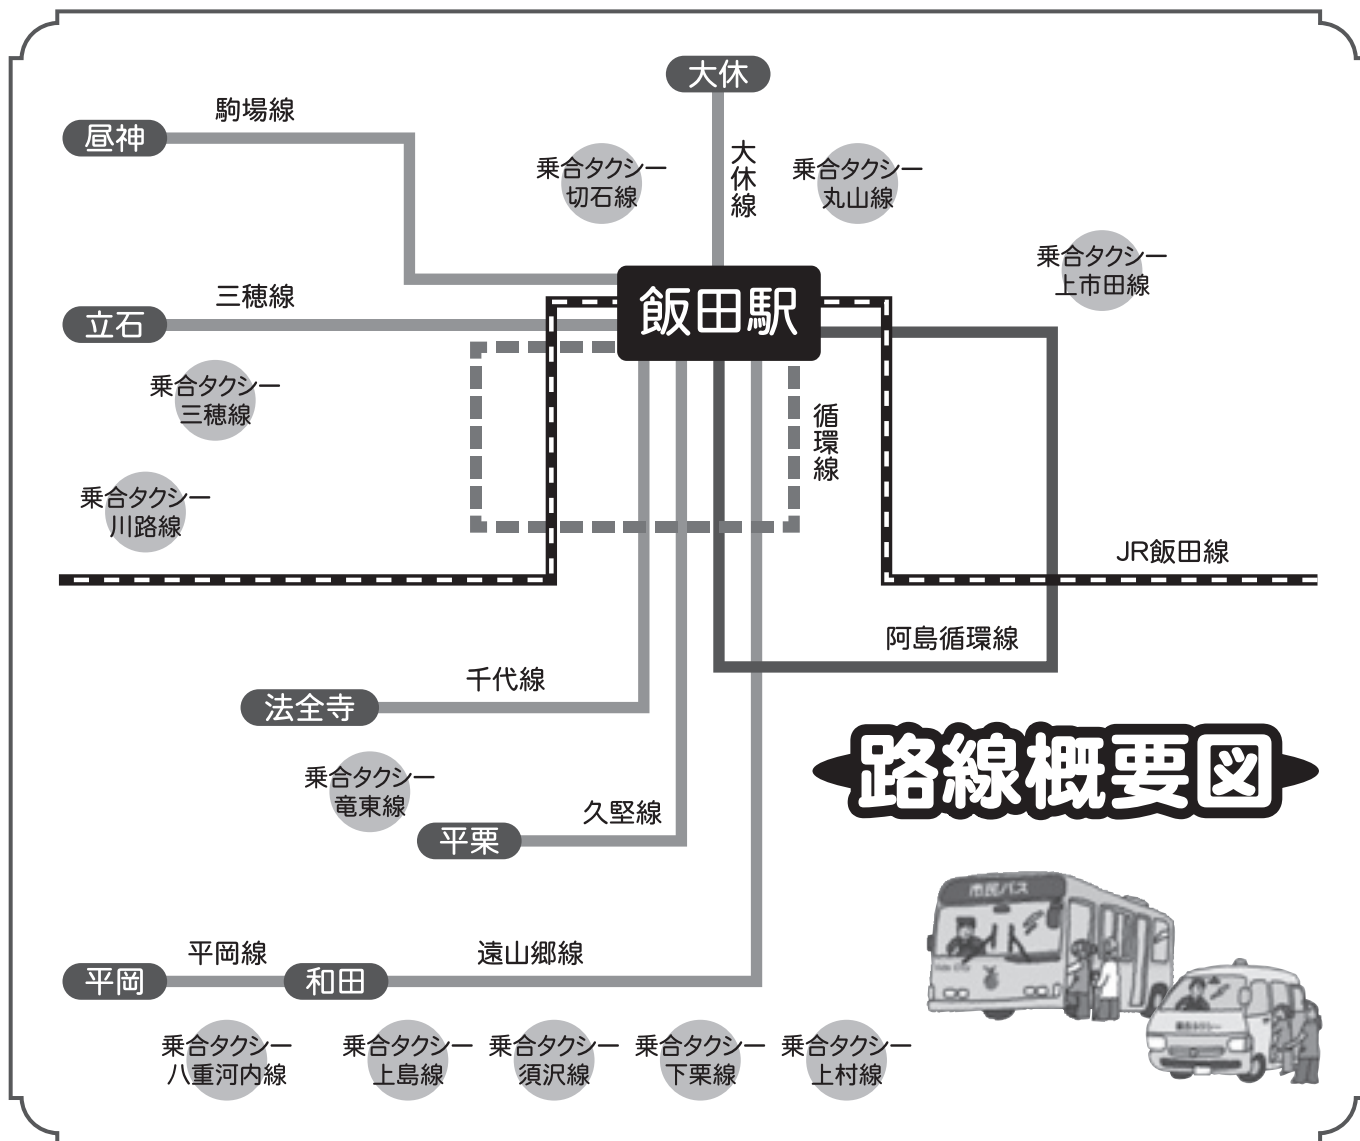 大休
駒場線
昼神
大休線
乗合タクシー
切石線
乗合タクシー
丸山線
乗合タクシー
上市田線
三穂線
立石
飯田駅
乗合タクシー
三穂線
循環線
乗合タクシー
川路線
JR飯田線
阿島循環線
千代線
法全寺
路線概要図
乗合タクシー
竜東線
久堅線
平栗
市民バス
平岡線
遠山郷線
平岡
和田
乗合タクシー
八重河内線
乗合タクシー
上島線
乗合タクシー
須沢線
乗合タクシー
下栗線
乗合タクシー
上村線